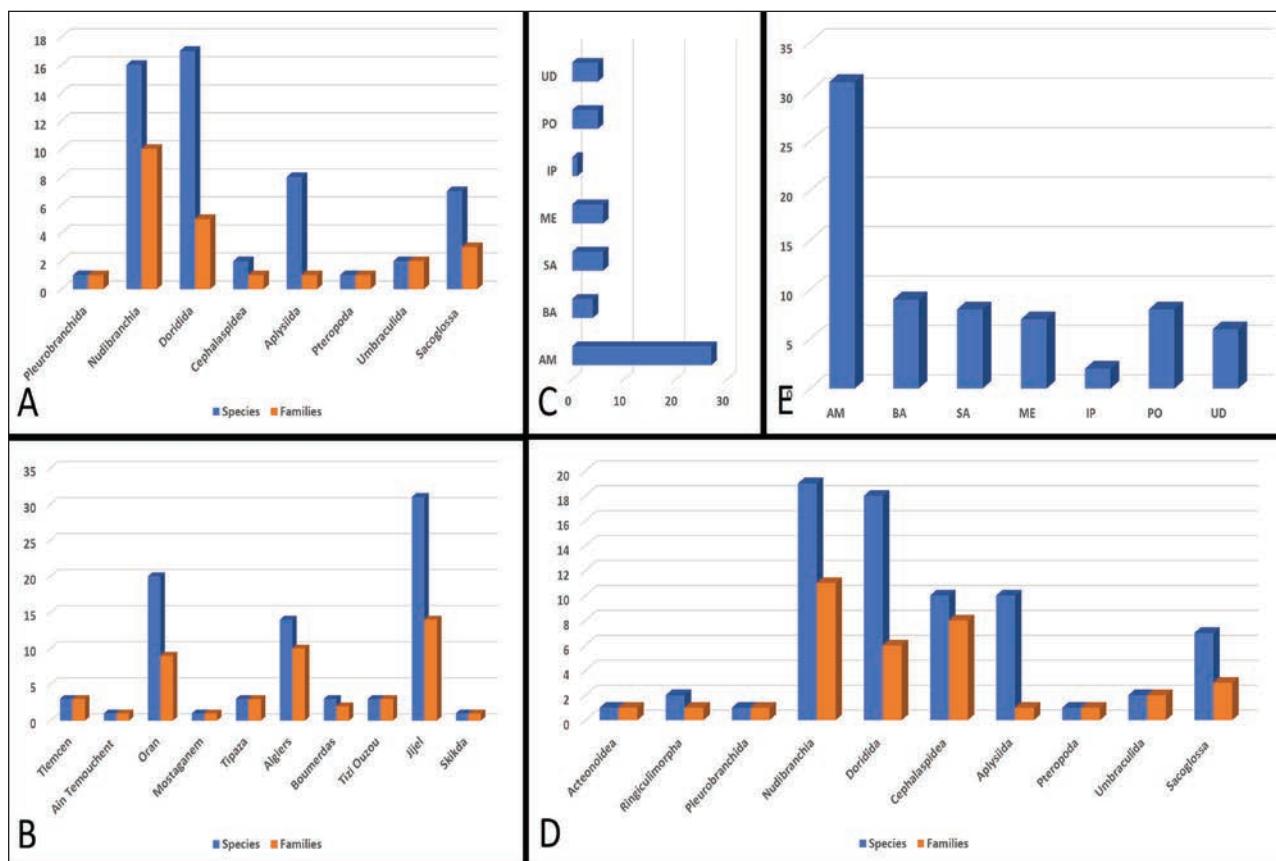 18
16
14
12
10
8
6
4
2
0
Pleurobranchida
Nudibranchia
Doridida
Cephalaspidea
Aplysiida
Pteropoda
Umbraculida
Sacoglossa
A
Species Families
UD
PO
IP
ME
SA
BA
AM
0 10 20 30
C
35
30
25
20
15
10
5
0
E
AM BA SA ME IP PO UD
35
30
25
20
15
10
5
0
Tlemcen
Ain Temouchent
Oran
Mostaganem
Tipaza
Algiers
Boumerdas
Tizi Ouzou
Jijel
Skikda
B
Species Families
20
18
16
14
12
10
8
6
4
2
0
Acteonoidea
Ringiculimorpha
Pleurobranchida
Nudibranchia
Doridida
Cephalaspidea
Aplysiida
Pteropoda
Umbraculida
Sacoglossa
D
Species Families